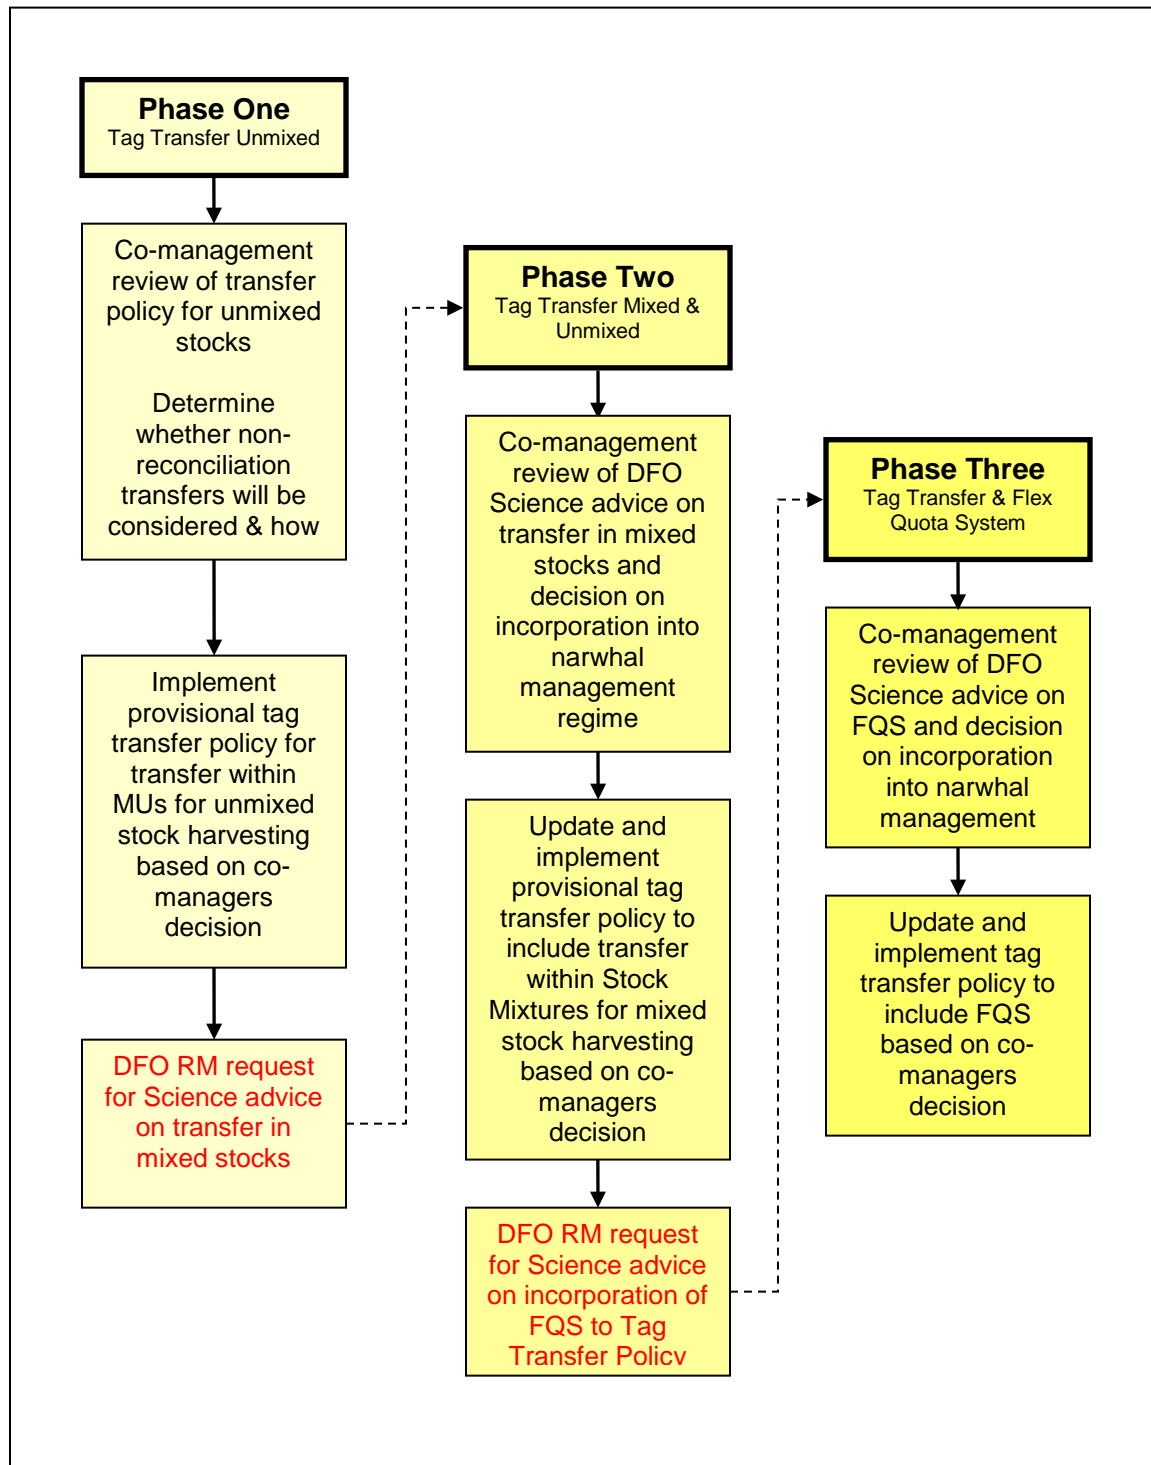 Phase One
Tag Transfer Unmixed
Co-management
review of transfer
policy for unmixed
stocks
Determine
whether non-
reconciliation
transfers will be
considered & how
Implement
provisional tag
transfer policy for
transfer within
MUs for unmixed
stock harvesting
based on co-
managers
decision
DFO RM request
for Science advice
on transfer in
mixed stocks
Phase Two
Tag Transfer Mixed &
Unmixed
Co-management
review of DFO
Science advice on
transfer in mixed
stocks and
decision on
incorporation into
narwhal
management
regime
Update and
implement
provisional tag
transfer policy to
include transfer
within Stock
Mixtures for mixed
stock harvesting
based on co-
managers
decision
DFO RM request
for Science advice
on incorporation of
FQS to Tag
Transfer Policy
Phase Three
Tag Transfer & Flex
Quota System
Co-management
review of DFO
Science advice on
FQS and decision
on incorporation
into narwhal
management
Update and
implement tag
transfer policy to
include FQS
based on co-
managers
decision